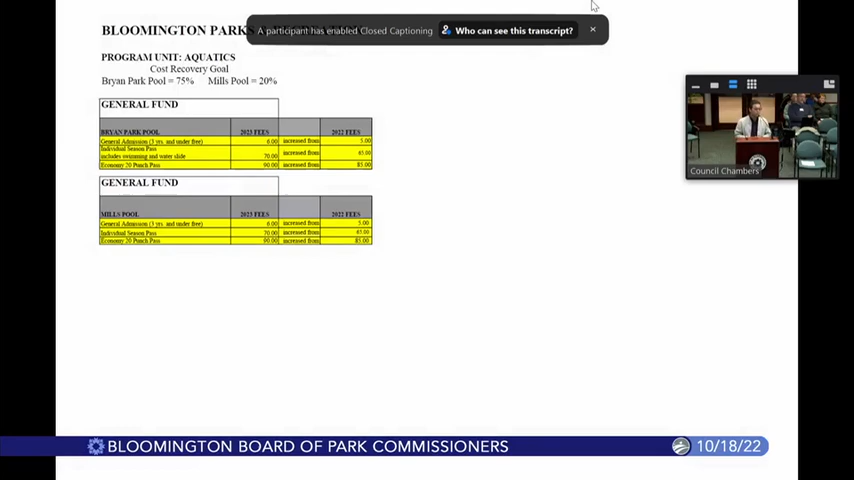 BLOOMINGTON PARKS
A participant has enabled Closed Captioning Who can see this transcript?
PROGRAM UNIT: AQUATICS
Cost Recovery Goal
Bryan Park Pool = 75% Mills Pool = 20%
GENERAL FUND
BRYAN PARK POOL 2023 FEES 2022 FEES
General Admission (3 yrs. and under free) 6.00 increased from 5.00
Individual Season Pass
includes swimming and water slide 70.00 increased from 65.00
Economy 20 Punch Pass 90.00 increased from 85.00
GENERAL FUND
MILLS POOL 2023 FEES 2022 FEES
General Admission (3 yrs. and under free) 6.00 increased from 5.00
Individual Season Pass 70.00 increased from 65.00
Economy 20 Punch Pass 90.00 increased from 85.00
Council Chambers
BLOOMINGTON BOARD OF PARK COMMISSIONERS 10/18/22